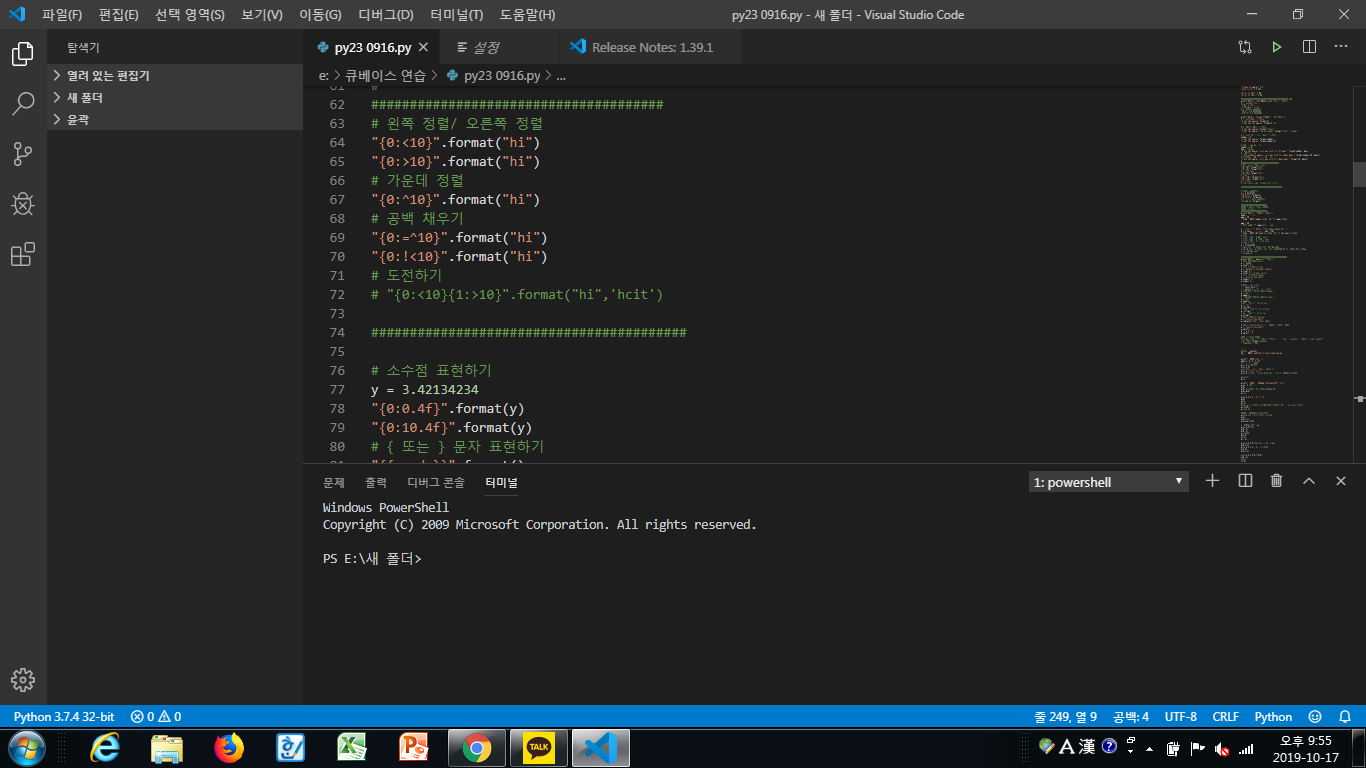 파일(F) 편집(E) 선택 영역(S) 보기(V) 이동(G) 디버그(D) 터미널(T) 도움말(H) py23 0916.py - 새 폴더 - Visual Studio Code
탐색기
열려 있는 편집기
새 폴더
윤곽
py23 0916.py 설정 Release Notes: 1.39.1
e: > 큐베이스 연습 > py23 0916.py > ...
61 #
62 ######################################
63 # 왼쪽 정렬/ 오른쪽 정렬
64 "{0:<10}".format("hi")
65 "{0:>10}".format("hi")
66 # 가운데 정렬
67 "{0:^10}".format("hi")
68 # 공백 채우기
69 "{0:=^10}".format("hi")
70 "{0:!<10}".format("hi")
71 # 도전하기
72 # "{0:<10}{1:>10}".format("hi",'hcit')
73
74 #########################################
75
76 # 소수점 표현하기
77 y = 3.42134234
78 "{0:0.4f}".format(y)
79 "{0:10.4f}".format(y)
80 # { 또는 } 문자 표현하기
문제 출력 디버그 콘솔 터미널 1: powershell
Windows PowerShell
Copyright (C) 2009 Microsoft Corporation. All rights reserved.
PS E:\새 폴더>
Python 3.7.4 32-bit 0 0 줄 249, 열 9 공백: 4 UTF-8 CRLF Python
TALK
A 漢
오후 9:55
2019-10-17